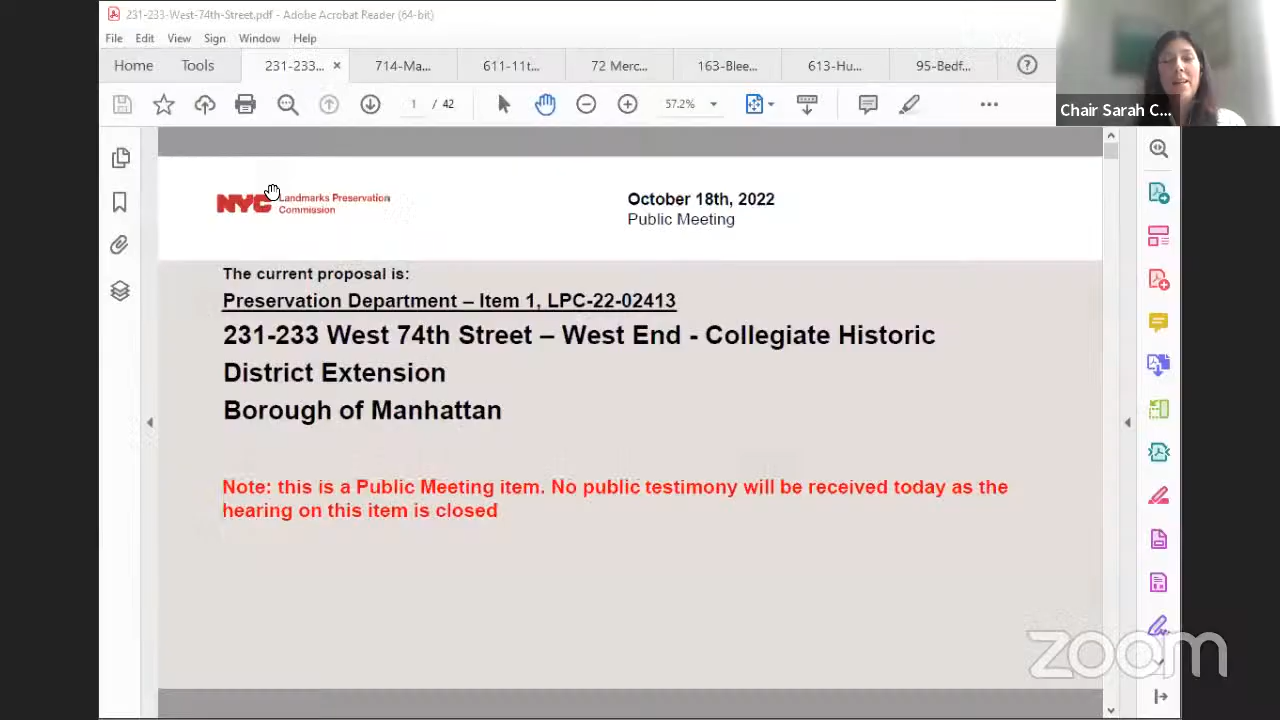 231-233-West-74th-Street.pdf - Adobe Acrobat Reader (64-bit)
File Edit View Sign Window Help
Home Tools 231-233... × 714-Ma... 611-11t... 72 Merc... 163-Blee... 613-Hu... 95-Bedf...
1 / 42 57.2%
Chair Sarah C...
NYC Landmarks Preservation
Commission
October 18th, 2022
Public Meeting
The current proposal is:
Preservation Department – Item 1, LPC-22-02413
231-233 West 74th Street – West End - Collegiate Historic
District Extension
Borough of Manhattan
Note: this is a Public Meeting item. No public testimony will be received today as the
hearing on this item is closed
zoom